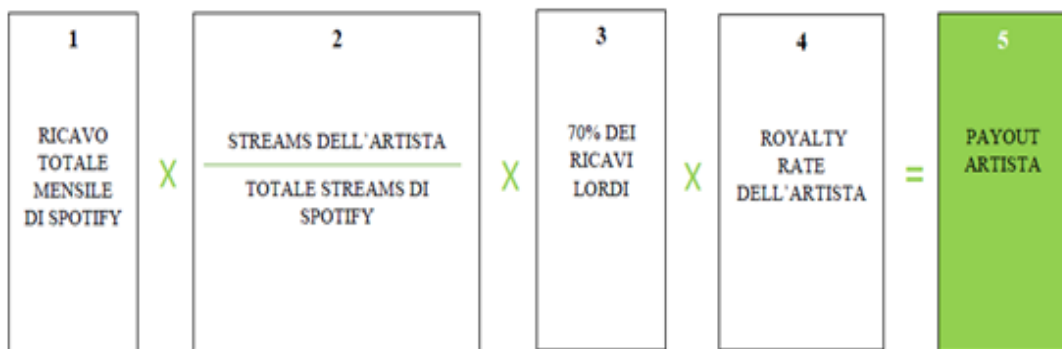 1
RICAVO
TOTALE
MENSILE
DI SPOTIFY
X
2
STREAMS DELL'ARTISTA
TOTALE STREAMS DI
SPOTIFY
X
3
70% DEI
RICAVI
LORDI
X
4
ROYALTY
RATE
DELL'ARTISTA
=
5
PAYOUT
ARTISTA